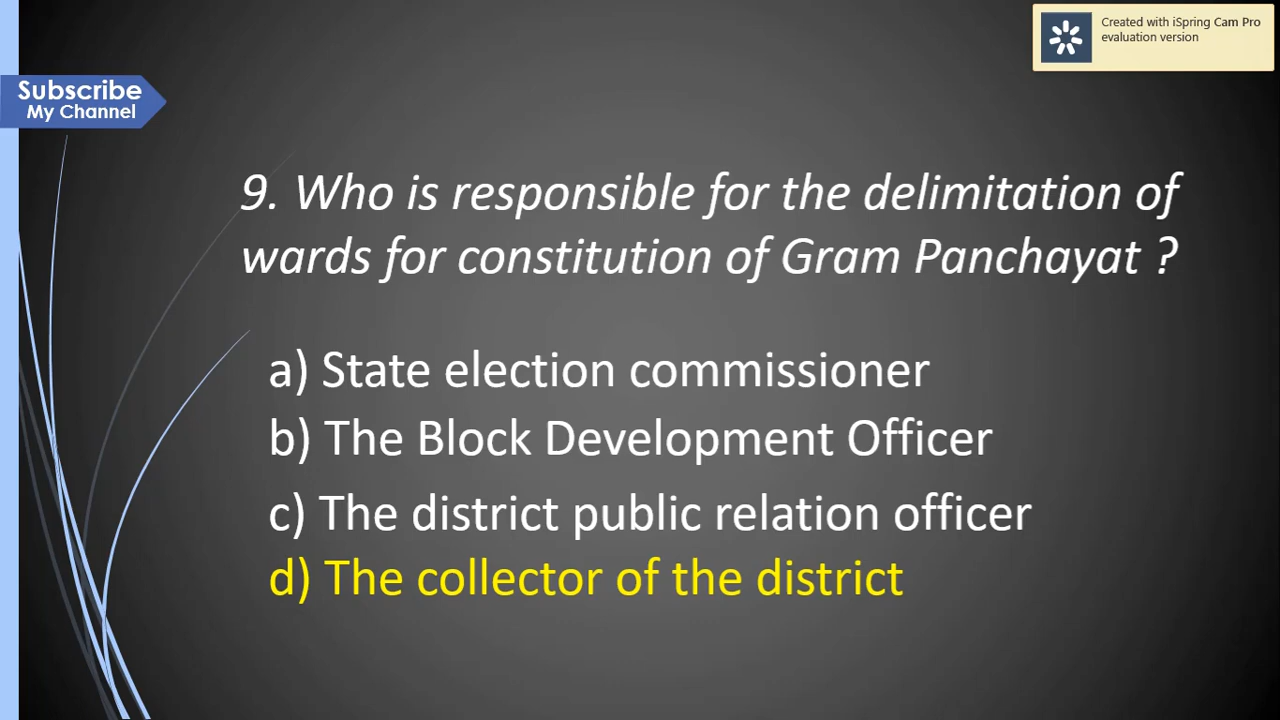 Created with iSpring Cam Pro
evaluation version
Subscribe
My Channel
9. Who is responsible for the delimitation of
wards for constitution of Gram Panchayat ?
a) State election commissioner
b) The Block Development Officer
c) The district public relation officer
d) The collector of the district